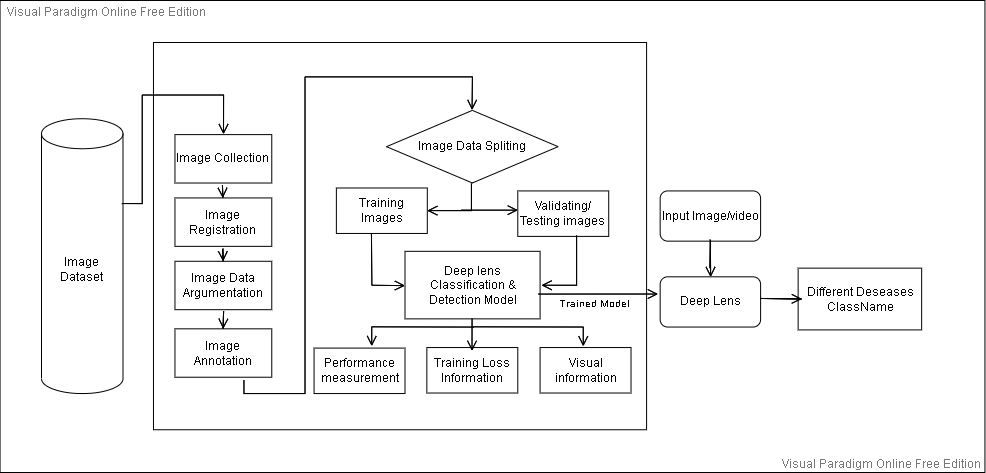 Visual Paradigm Online Free Edition
Image
Dataset
Image Collection
Image
Registration
Image Data
Argumentation
Image
Annotation
Image Data Spliting
Training
Images
Validating/
Testing images
Deep lens
Classification &
Detection Model
Trained Model
Performance
measurement
Training Loss
Information
Visual
information
Input Image/video
Deep Lens
Different Deseases
ClassName
Visual Paradigm Online Free Edition